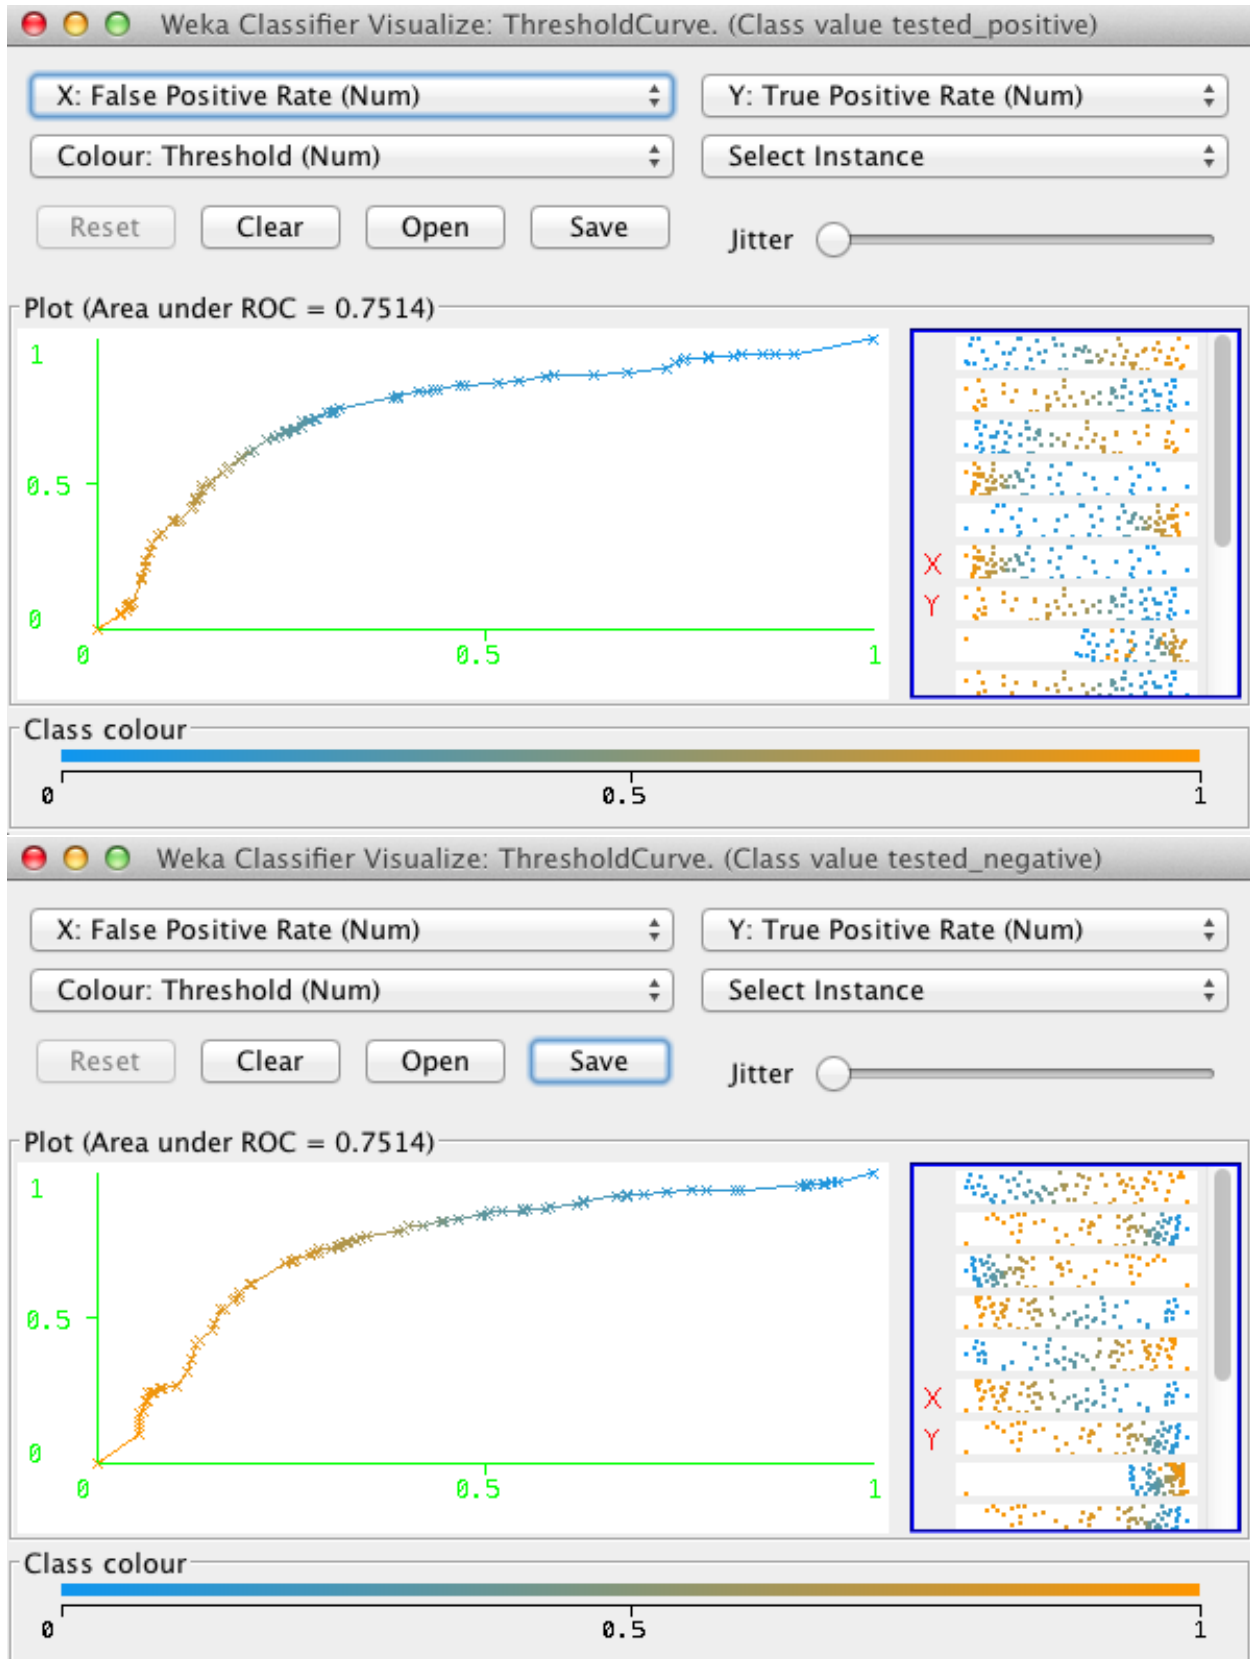 Weka Classifier Visualize: ThresholdCurve. (Class value tested_positive)
X: False Positive Rate (Num) Y: True Positive Rate (Num)
Colour: Threshold (Num) Select Instance
Reset Clear Open Save Jitter
Plot (Area under ROC = 0.7514)
1
0.5
0
0 0.5 1
X
Y
Class colour
0 0.5 1
Weka Classifier Visualize: ThresholdCurve. (Class value tested_negative)
X: False Positive Rate (Num) Y: True Positive Rate (Num)
Colour: Threshold (Num) Select Instance
Reset Clear Open Save Jitter
Plot (Area under ROC = 0.7514)
1
0.5
0
0 0.5 1
X
Y
Class colour
0 0.5 1